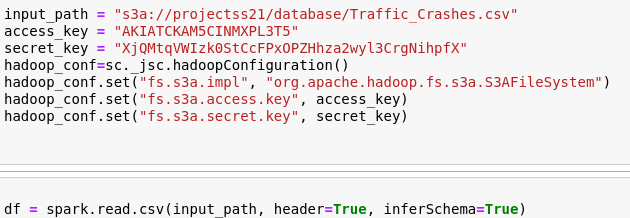 input_path = "s3a://projectss21/database/Traffic_Crashes.csv"
access_key = "AKIATCKAM5CINMXPL3T5"
secret_key = "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"
hadoop_conf=sc._jsc.hadoopConfiguration()
hadoop_conf.set("fs.s3a.impl", "org.apache.hadoop.fs.s3a.S3AFileSystem")
hadoop_conf.set("fs.s3a.access.key", access_key)
hadoop_conf.set("fs.s3a.secret.key", secret_key)
df = spark.read.csv(input_path, header=True, inferSchema=True)